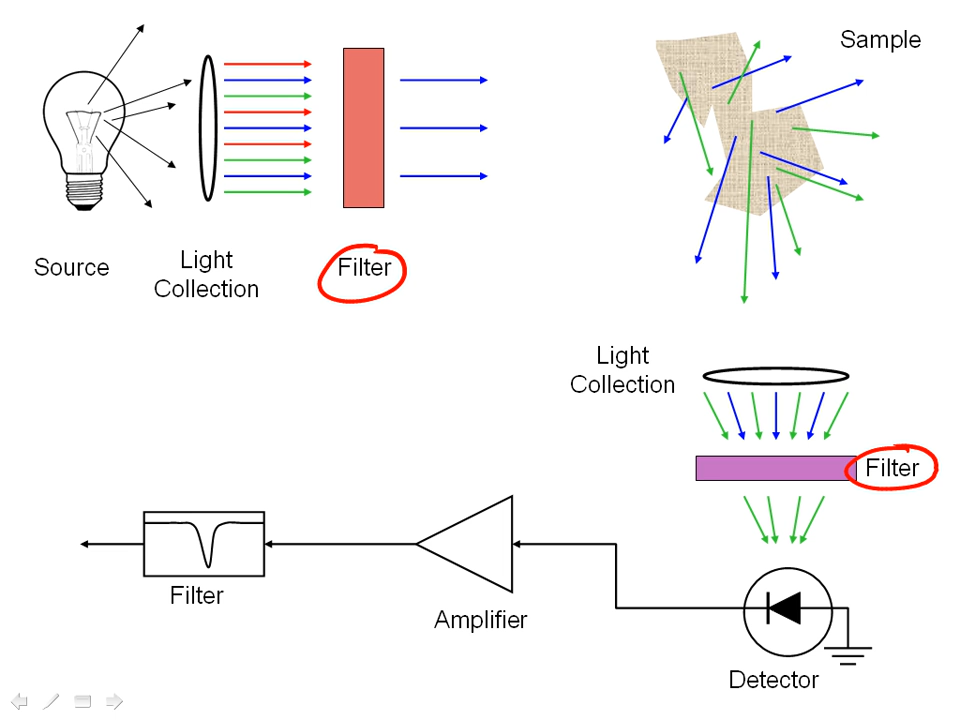 Sample
Source
Light
Collection
Filter
Light
Collection
Filter
Filter
Amplifier
Detector